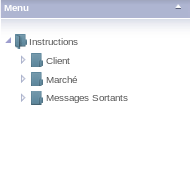 Menu
Instructions
Client
Marché
Messages Sortants